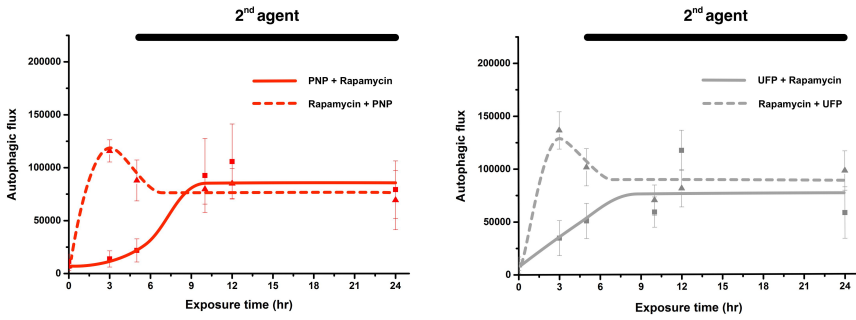 2nd agent
200000
150000
100000
50000
0
Autophagic flux
PNP + Rapamycin
Rapamycin + PNP
0 3 6 9 12 15 18 21 24
Exposure time (hr)
2nd agent
200000
150000
100000
50000
0
Autophagic flux
UFP + Rapamycin
Rapamycin + UFP
0 3 6 9 12 15 18 21 24
Exposure time (hr)